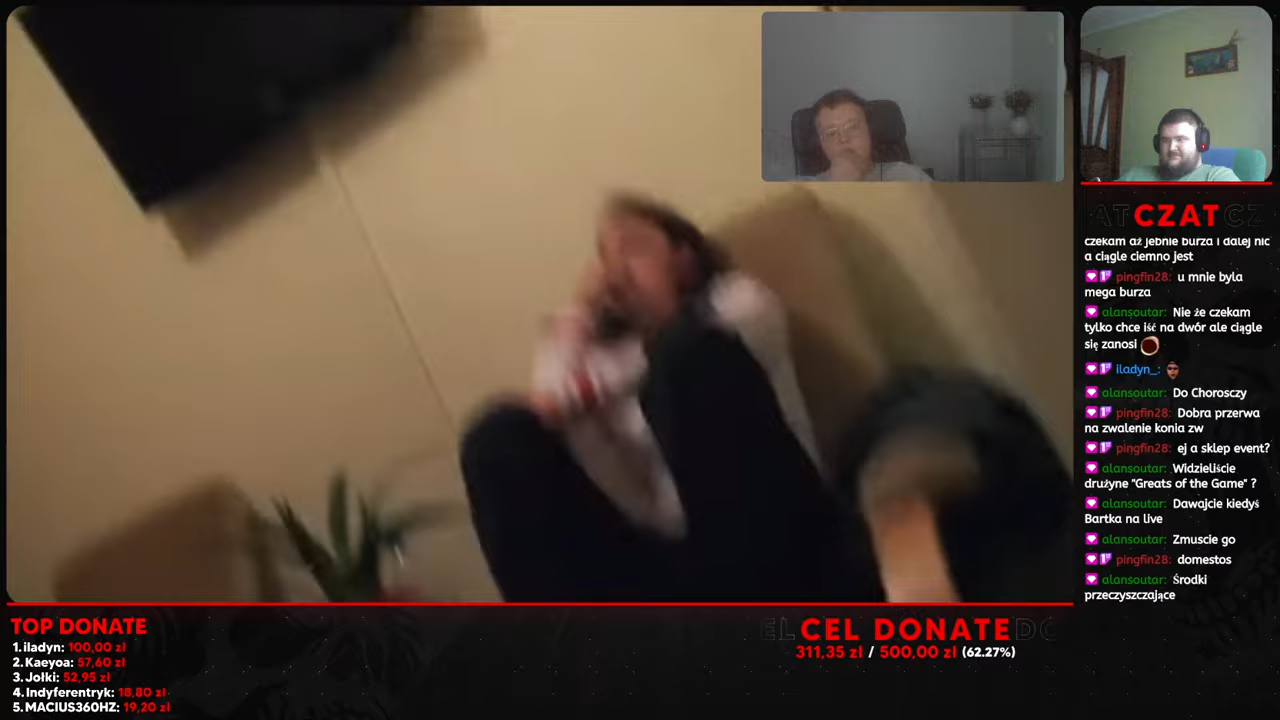 CZAT
czekam aż jebnie burza i dalej nic
a ciągle ciemno jest
pingfin28: u mnie byla
mega burza
alansoutar: Nie że czekam
tylko chce iść na dwór ale ciągle
się zanosi
iladyn_:
alansoutar: Do Choroszczy
pingfin28: Dobra przerwa
na zwalenie konia zw
pingfin28: ej a sklep event?
alansoutar: Widzieliście
drużyne "Greats of the Game" ?
alansoutar: Dawajcie kiedyś
Bartka na live
alansoutar: Zmuscie go
pingfin28: domestos
alansoutar: Środki
przeczyszczające
TOP DONATE
1. iladyn: 100,00 zł
2. Kaeyoa: 57,60 zł
3. Jołki: 52,95 zł
4. Indyferentryk: 18,80 zł
5. MACIUS360HZ: 19,20 zł
CEL DONATE
311,35 zł / 500,00 zł (62.27%)